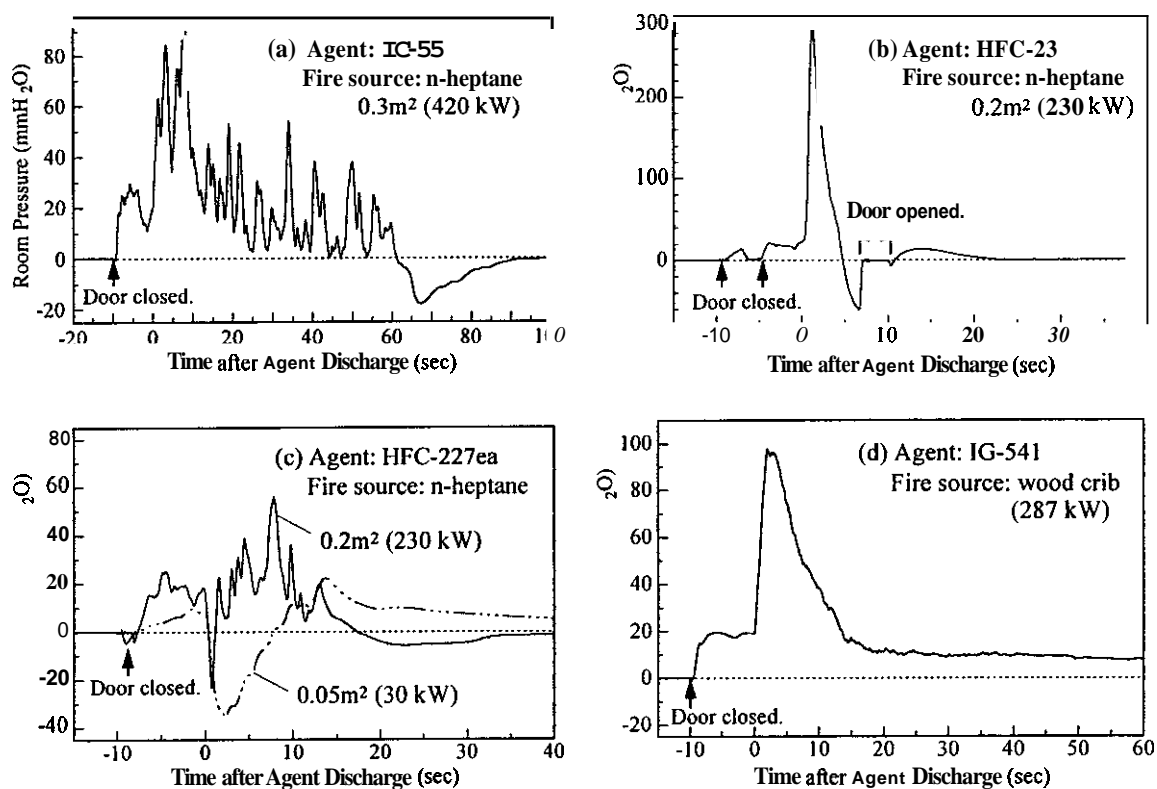 (a) Agent: IC-55
Fire source: n-heptane
0.3m² (420 kW)
Room Pressure (mmH₂O)
80
60
40
20
0
-20
Door closed.
-20 0 20 40 60 80 100
Time after Agent Discharge (sec)
(b) Agent: HFC-23
Fire source: n-heptane
0.2m² (230 kW)
₂O)
300
200
100
0
Door opened.
Door closed.
-10 0 10 20 30
Time after Agent Discharge (sec)
(c) Agent: HFC-227ea
Fire source: n-heptane
0.2m² (230 kW)
₂O)
80
60
40
20
0
-20
-40
Door closed.
0.05m² (30 kW)
-10 0 10 20 30 40
Time after Agent Discharge (sec)
(d) Agent: IG-541
Fire source: wood crib
(287 kW)
₂O)
100
80
60
40
20
0
-20
Door closed.
-10 0 10 20 30 40 50 60
Time after Agent Discharge (sec)